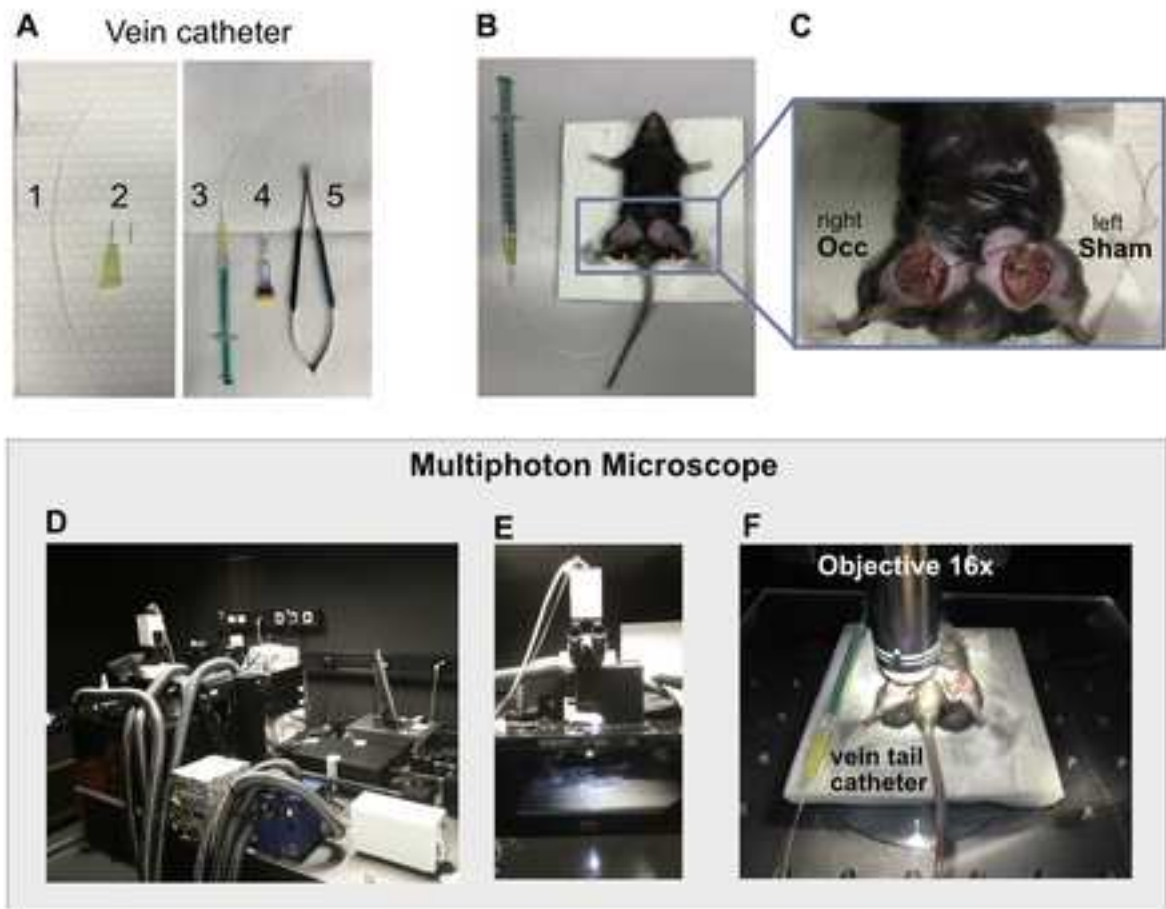 A
Vein catheter
B
C
1
2
3
4
5
right
Occ
left
Sham
Multiphoton Microscope
D
E
F
Objective 16x
vein tail
catheter